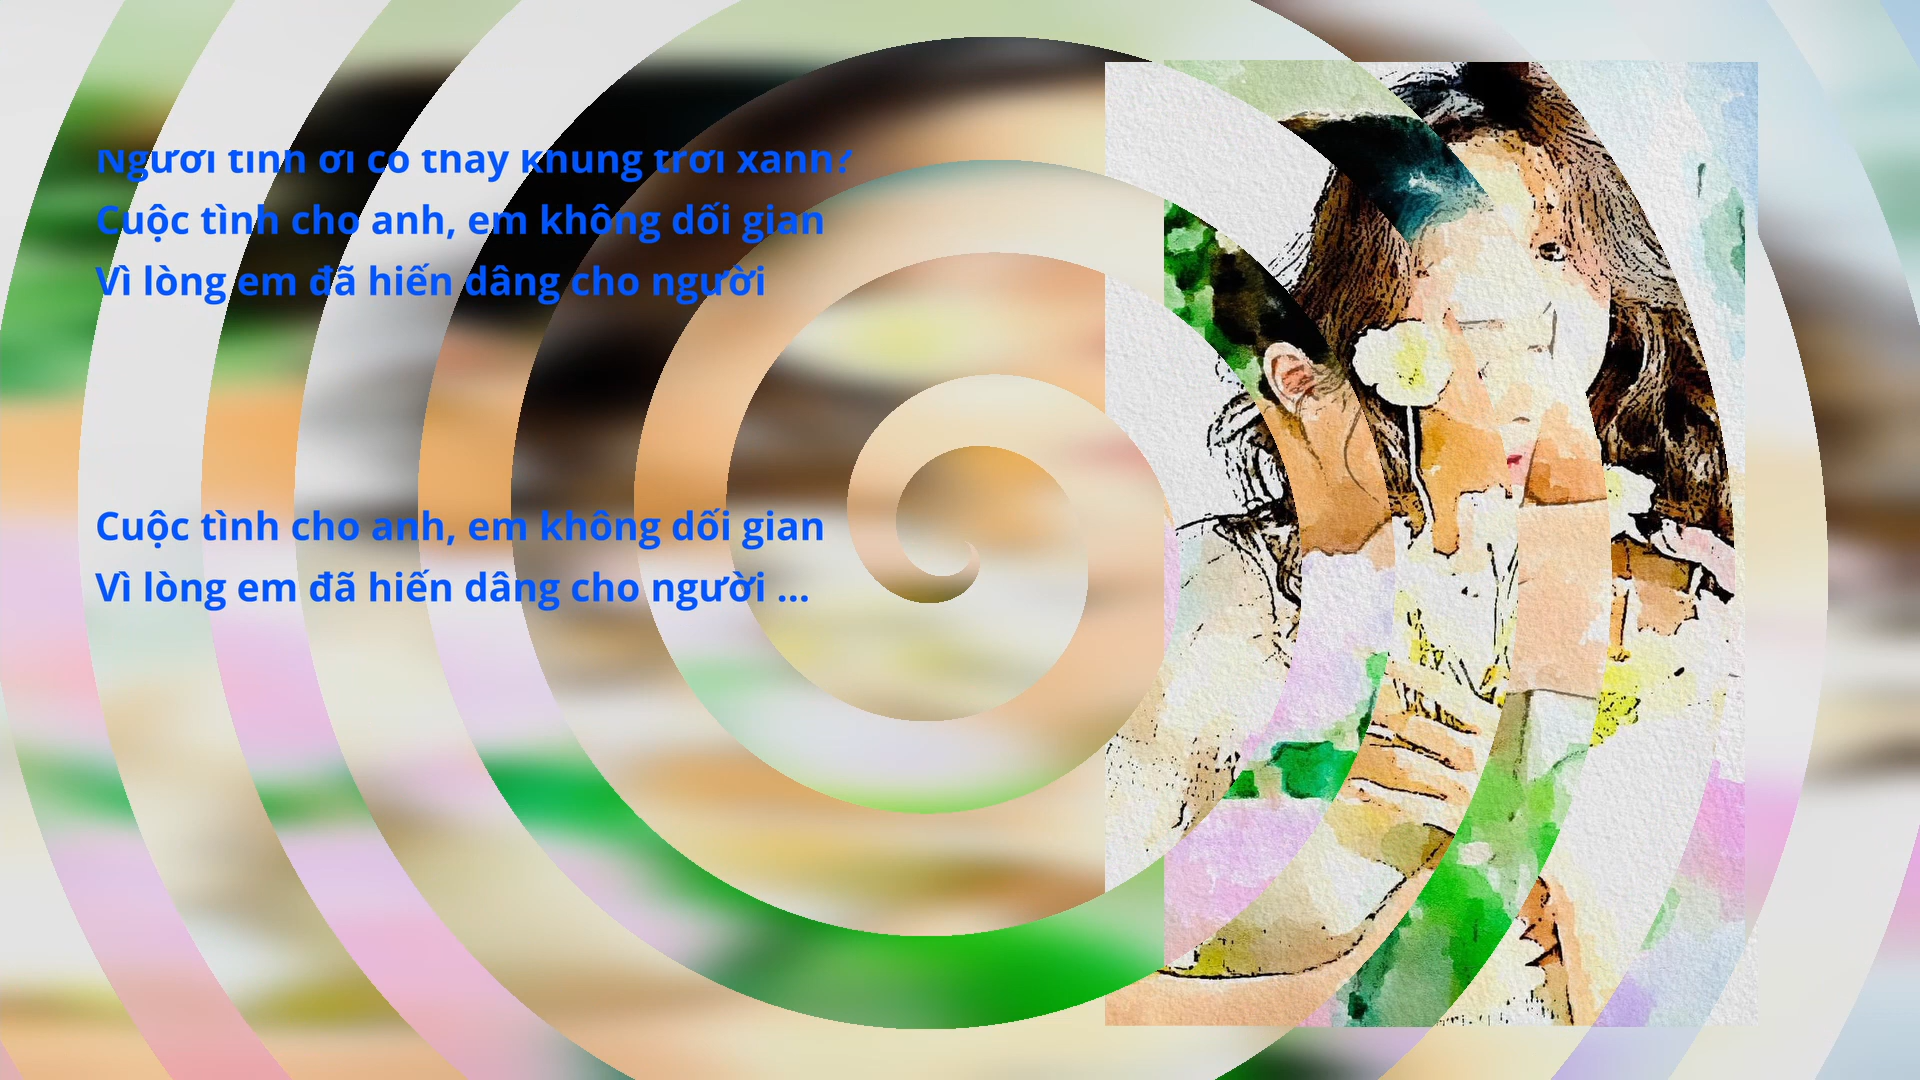 Người tình ơi có thấy khung trời xanh?
Cuộc tình cho anh, em không dối gian
Vì lòng em đã hiến dâng cho người
Cuộc tình cho anh, em không dối gian
Vì lòng em đã hiến dâng cho người ...